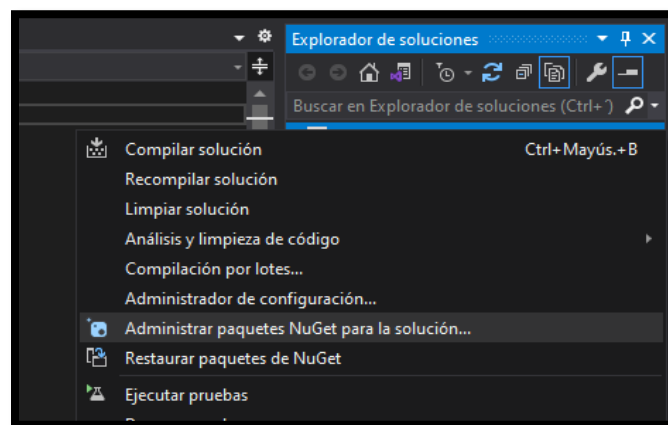 Explorador de soluciones
Buscar en Explorador de soluciones (Ctrl+´)
Compilar solución Ctrl+Mayús.+B
Recompilar solución
Limpiar solución
Análisis y limpieza de código
Compilación por lotes...
Administrador de configuración...
Administrar paquetes NuGet para la solución...
Restaurar paquetes de NuGet
Ejecutar pruebas